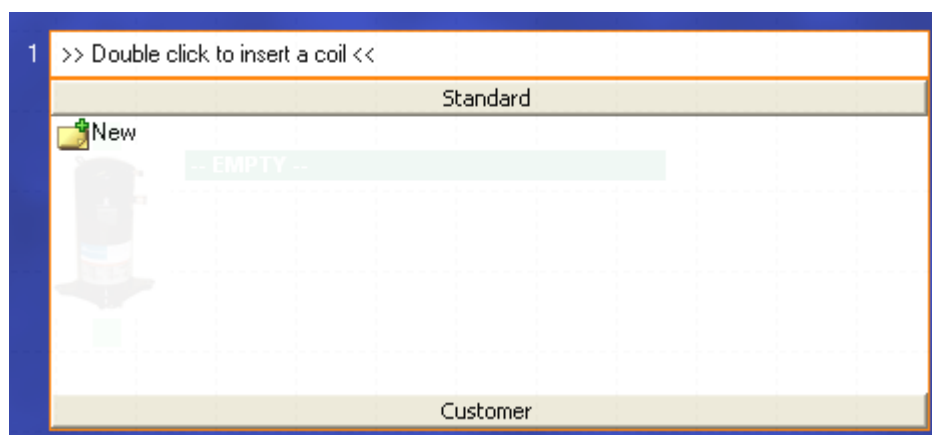 1 >> Double click to insert a coil <<
Standard
New
-- EMPTY --
Customer